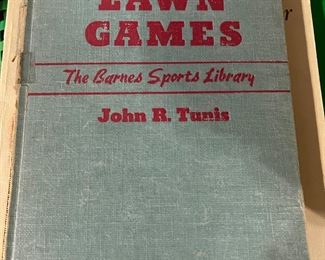 LAWN
GAMES
The Barnes Sports Library
John R. Tunis